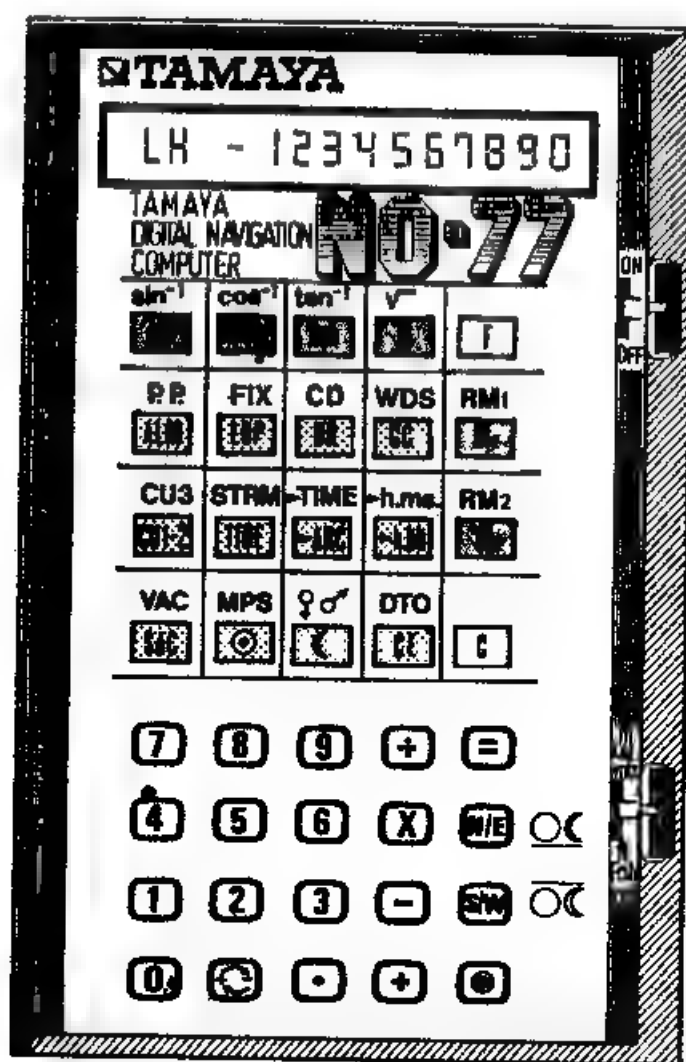 TAMAYA
LH - 1234567890
TAMAYA
DIGITAL NAVIGATION
COMPUTER
NO-77
ON
OFF
sin⁻¹ cos⁻¹ tan⁻¹ √
F
P.P. FIX CD WDS RM1
CU3 STRM TIME h.ms. RM2
VAC MPS ♀♂ DTO
C
7 8 9 ÷ =
4 5 6 X N/E
1 2 3 - S/W
0 . +